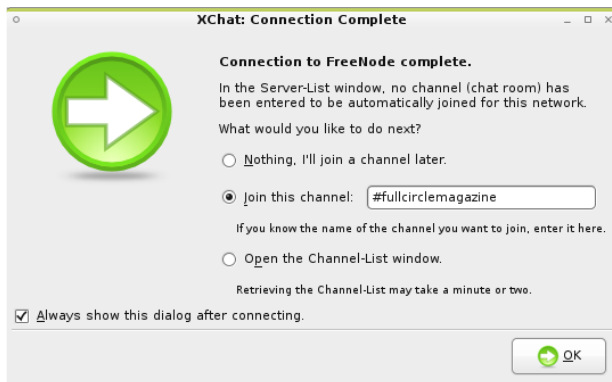 XChat: Connection Complete
Connection to FreeNode complete.
In the Server-List window, no channel (chat room) has
been entered to be automatically joined for this network.
What would you like to do next?
Nothing, I'll join a channel later.
Join this channel: #fullcirclemagazine
If you know the name of the channel you want to join, enter it here.
Open the Channel-List window.
Retrieving the Channel-List may take a minute or two.
Always show this dialog after connecting.
OK